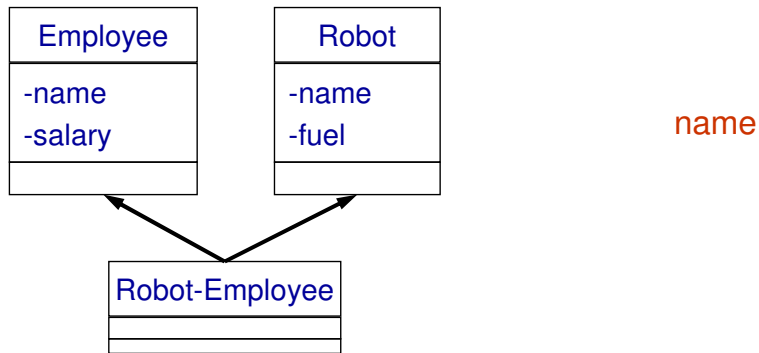 Employee
-name
-salary
Robot
-name
-fuel
name
Robot-Employee